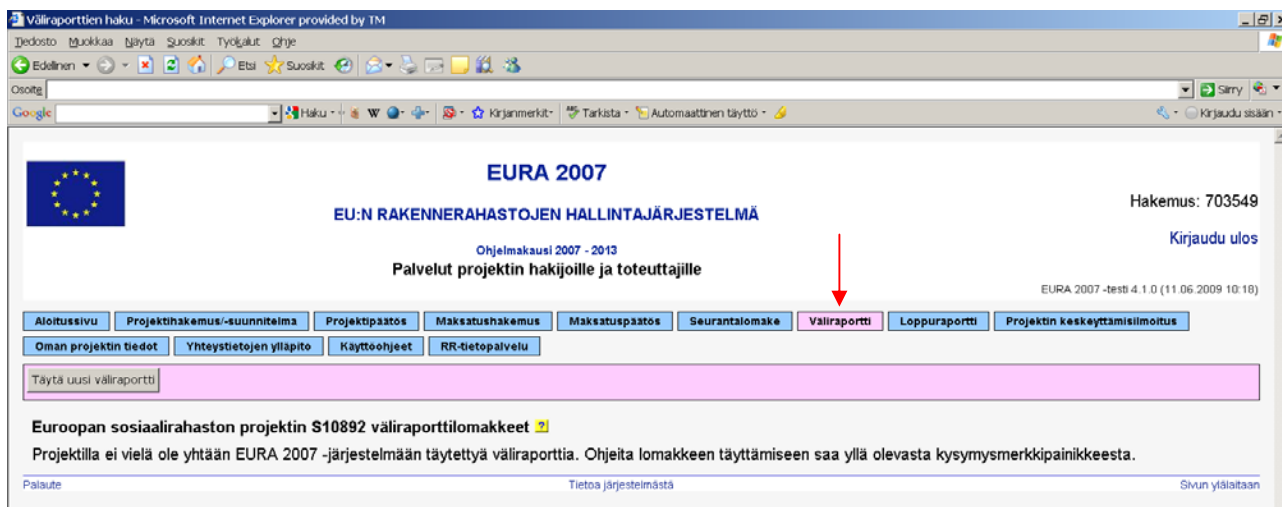 Väliraporttien haku - Microsoft Internet Explorer provided by TM
Tiedosto Muokkaa Näytä Suosikit Työkalut Ohje
Edellinen Etsi Suosikit
Osoite Siirry
Google Haku W Kirjanmerkit Tarkista Automaattinen täyttö Kirjaudu sisään
EURA 2007
EU:N RAKENNERAHASTOJEN HALLINTAJÄRJESTELMÄ
Hakemus: 703549
Kirjaudu ulos
Ohjelmakausi 2007 - 2013
Palvelut projektin hakijoille ja toteuttajille
EURA 2007 -testi 4.1.0 (11.06.2009 10:18)
Aloitussivu Projektihakemus/-suunnitelma Projektipäätös Maksatushakemus Maksatuspäätös Seurantalomake Väliraportti Loppuraportti Projektin keskeyttämisilmoitus
Oman projektin tiedot Yhteystietojen ylläpito Käyttöohjeet RR-tietopalvelu
Täytä uusi väliraportti
Euroopan sosiaalirahaston projektin S10892 väliraporttilomakkeet ?
Projektilla ei vielä ole yhtään EURA 2007 -järjestelmään täytettyä väliraporttia. Ohjeita lomakkeen täyttämiseen saa yllä olevasta kysymysmerkkipainikkeesta.
Palaute Tietoa järjestelmästä Sivun ylälaitaan